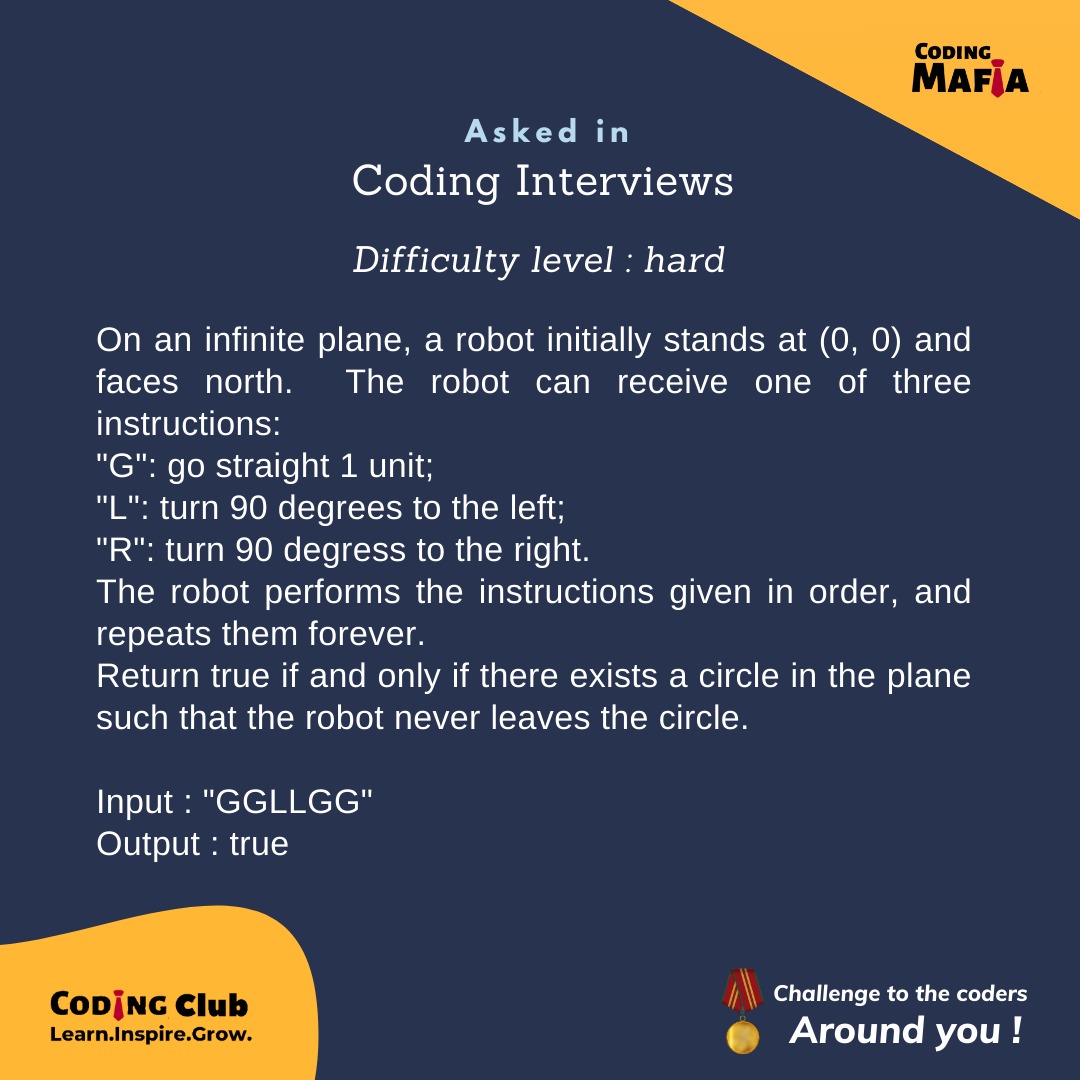 CODING
MAFIA
Asked in
Coding Interviews
Difficulty level : hard
On an infinite plane, a robot initially stands at (0, 0) and
faces north. The robot can receive one of three
instructions:
"G": go straight 1 unit;
"L": turn 90 degrees to the left;
"R": turn 90 degress to the right.
The robot performs the instructions given in order, and
repeats them forever.
Return true if and only if there exists a circle in the plane
such that the robot never leaves the circle.
Input : "GGLLGG"
Output : true
CODING Club
Learn.Inspire.Grow.
Challenge to the coders
Around you !